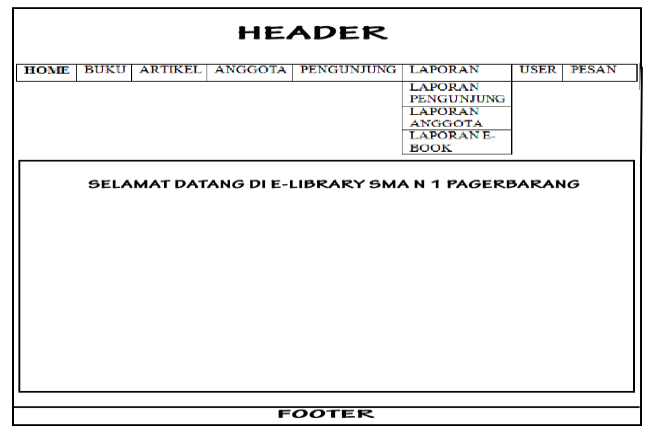 HEADER
HOME BUKU ARTIKEL ANGGOTA PENGUNJUNG LAPORAN USER PESAN
LAPORAN
PENGUNJUNG
LAPORAN
ANGGOTA
LAPORAN E-
BOOK
SELAMAT DATANG DI E-LIBRARY SMA N 1 PAGERBARANG
FOOTER